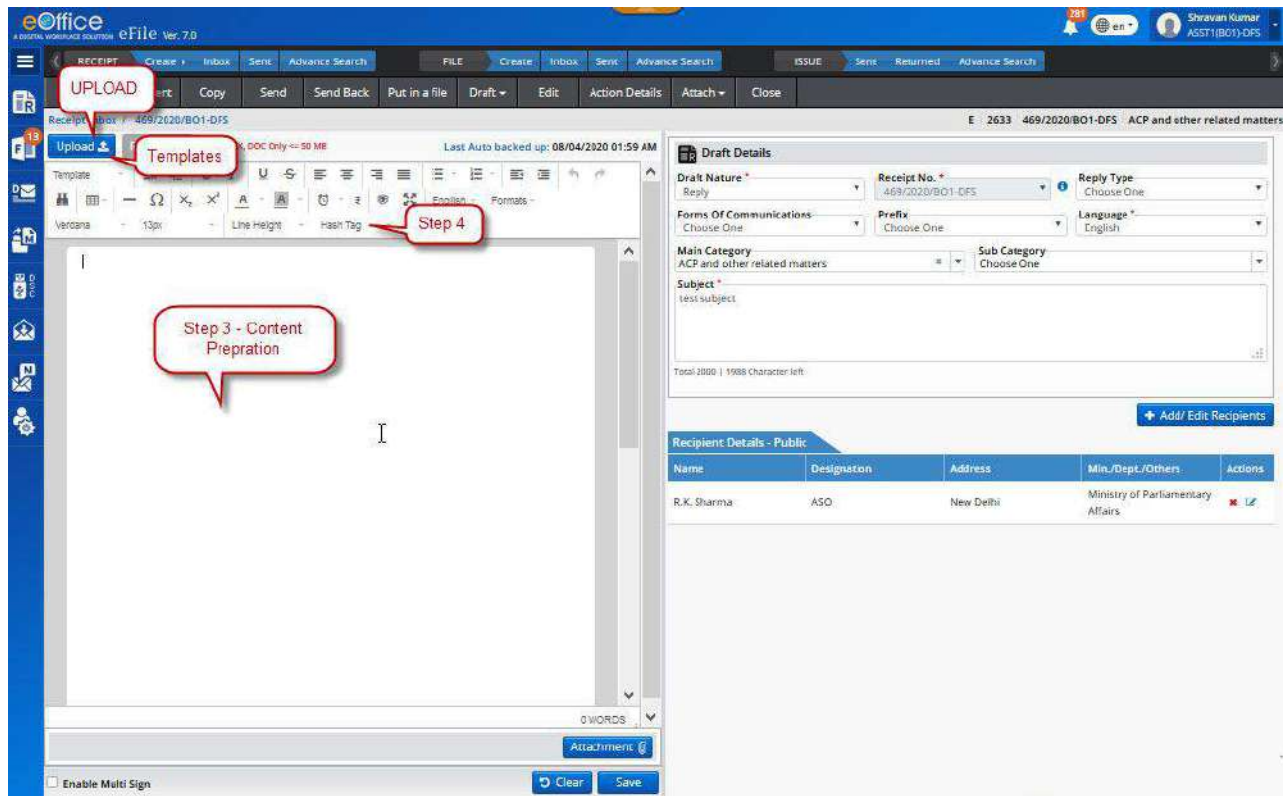 eOffice
A DIGITAL WORKPLACE SOLUTION eFile Ver. 7.0
281
en
Shravan Kumar
ASST1(BO1)-DFS
RECEIPT Create Inbox Sent Advance Search FILE Create Inbox Sent Advance Search ISSUE Sent Returned Advance Search
UPLOAD
Copy Send Send Back Put in a file Draft Edit Action Details Attach Close
Receipt Inbox / 469/2020/BO1-DFS
E 2633 469/2020/BO1-DFS ACP and other related matters
13
Upload
Templates
DOC Only <= 50 MB
Last Auto backed up: 08/04/2020 01:59 AM
Template
U S
Ω X₂ X² A A English Formats
Verdana 13px Line Height Hash Tag
Step 4
Step 3 - Content
Prepration
0 WORDS
Attachment
Enable Multi Sign
Clear
Save
Draft Details
Draft Nature * Receipt No. * Reply Type
Reply 469/2020/BO1-DFS Choose One
Forms Of Communications Prefix Language *
Choose One Choose One English
Main Category Sub Category
ACP and other related matters Choose One
Subject *
test subject
Total 2000 | 1988 Character left
+ Add/ Edit Recipients
Recipient Details - Public
Name Designation Address Min./Dept./Others Actions
R.K. Sharma ASO New Delhi Ministry of Parliamentary
Affairs